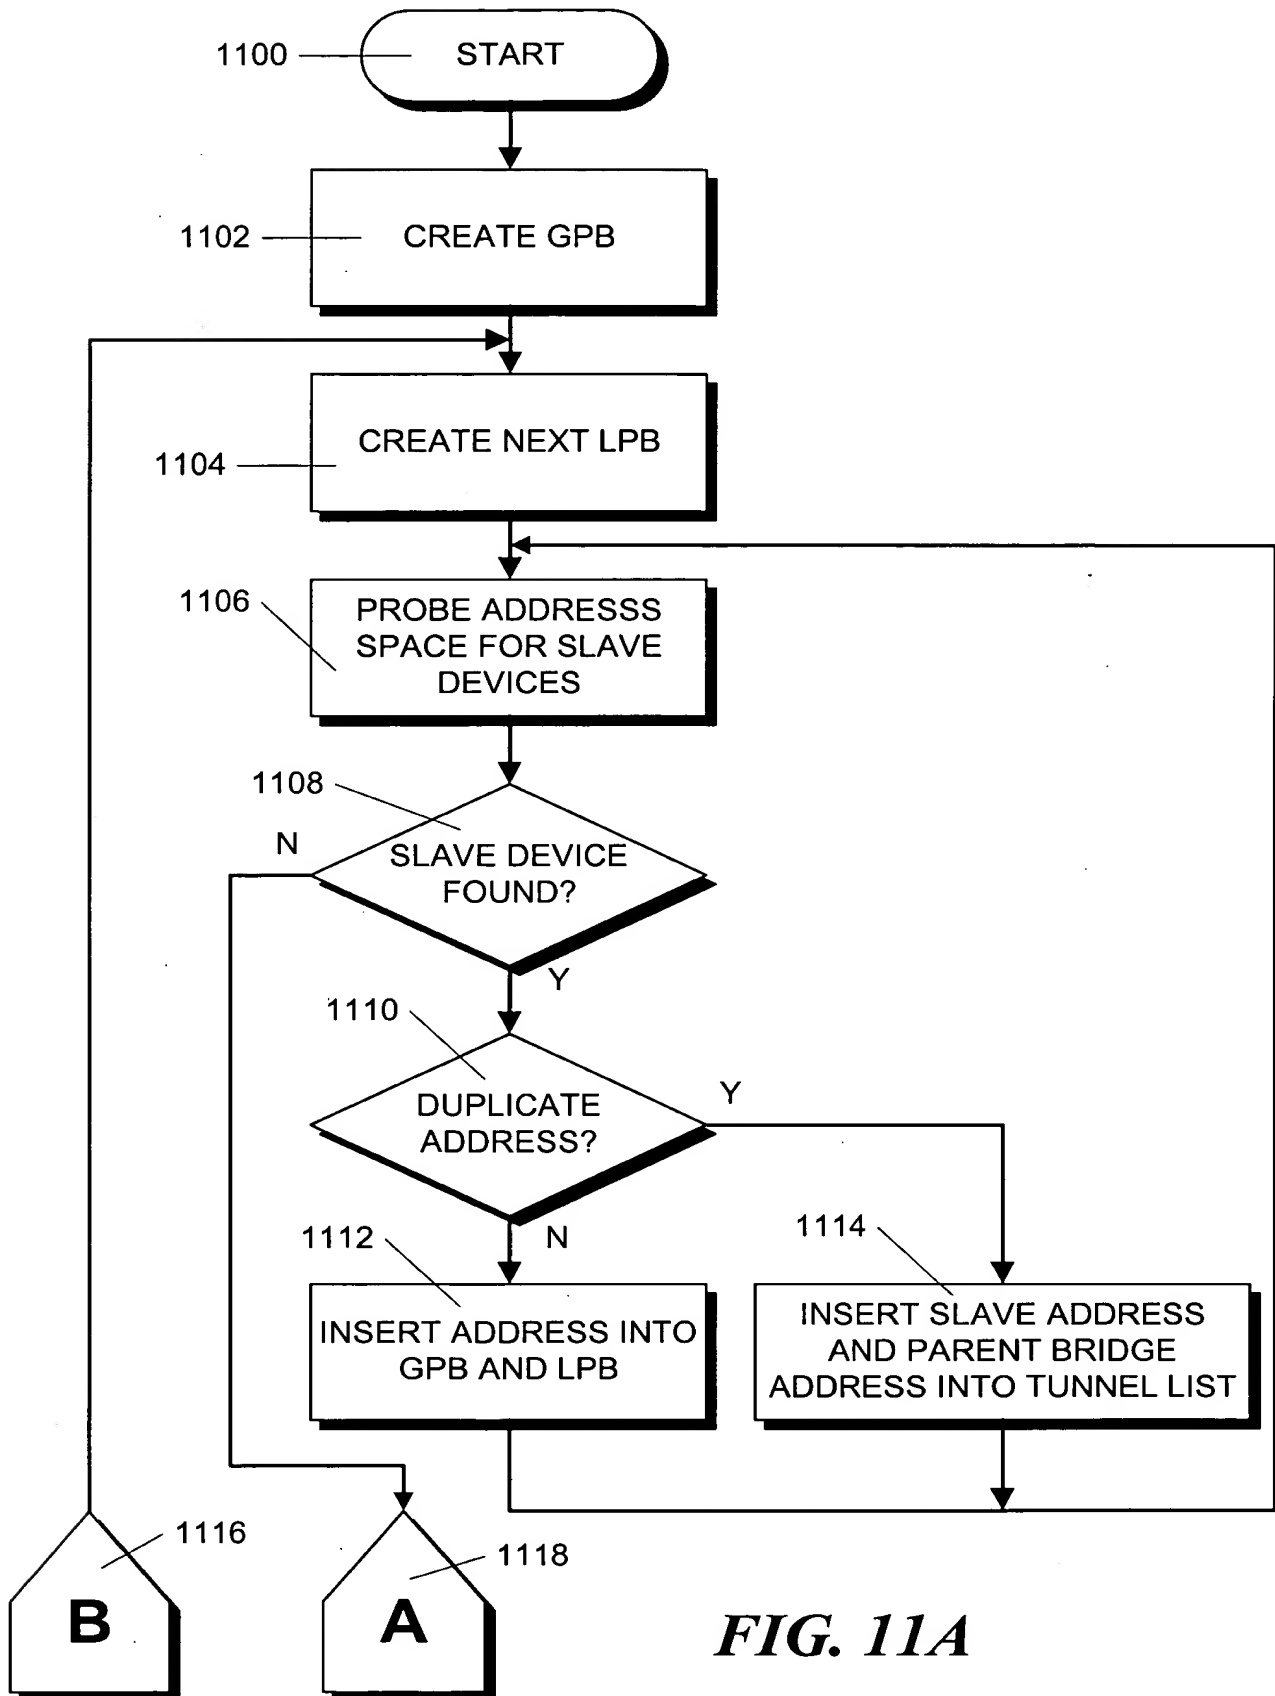 1100
START
1102
CREATE GPB
CREATE NEXT LPB
1104
1106
PROBE ADDRESSS
SPACE FOR SLAVE
DEVICES
1108
N
SLAVE DEVICE
FOUND?
Y
1110
DUPLICATE
ADDRESS?
Y
N
1112
INSERT ADDRESS INTO
GPB AND LPB
1114
INSERT SLAVE ADDRESS
AND PARENT BRIDGE
ADDRESS INTO TUNNEL LIST
1116
B
1118
A
FIG. 11A